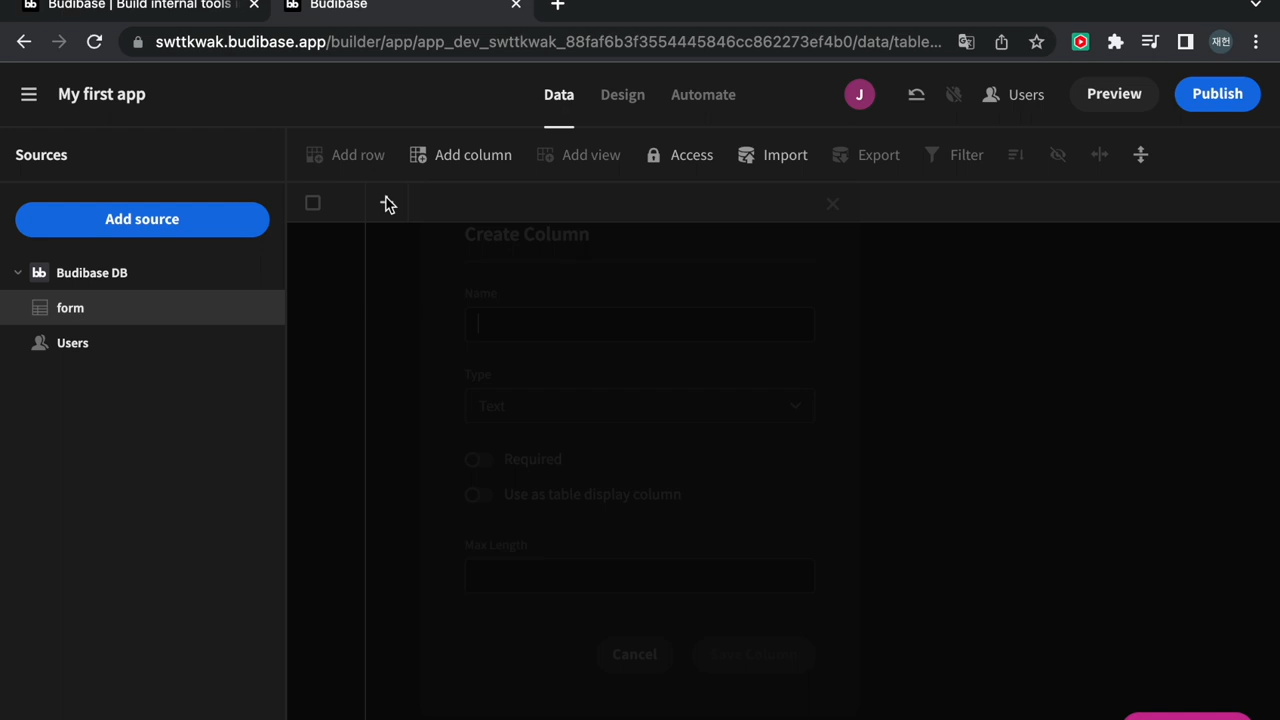 Budibase | Build internal tools
Budibase
swttkwak.budibase.app/builder/app/app_dev_swttkwak_88faf6b3f3554445846cc862273ef4b0/data/table...
재헌
My first app
Data
Design
Automate
J
Users
Preview
Publish
Sources
Add row
Add column
Add view
Access
Import
Export
Filter
Add source
bb Budibase DB
form
Users
Create Column
Name
Type
Text
Required
Use as table display column
Max Length
Cancel
Save Column